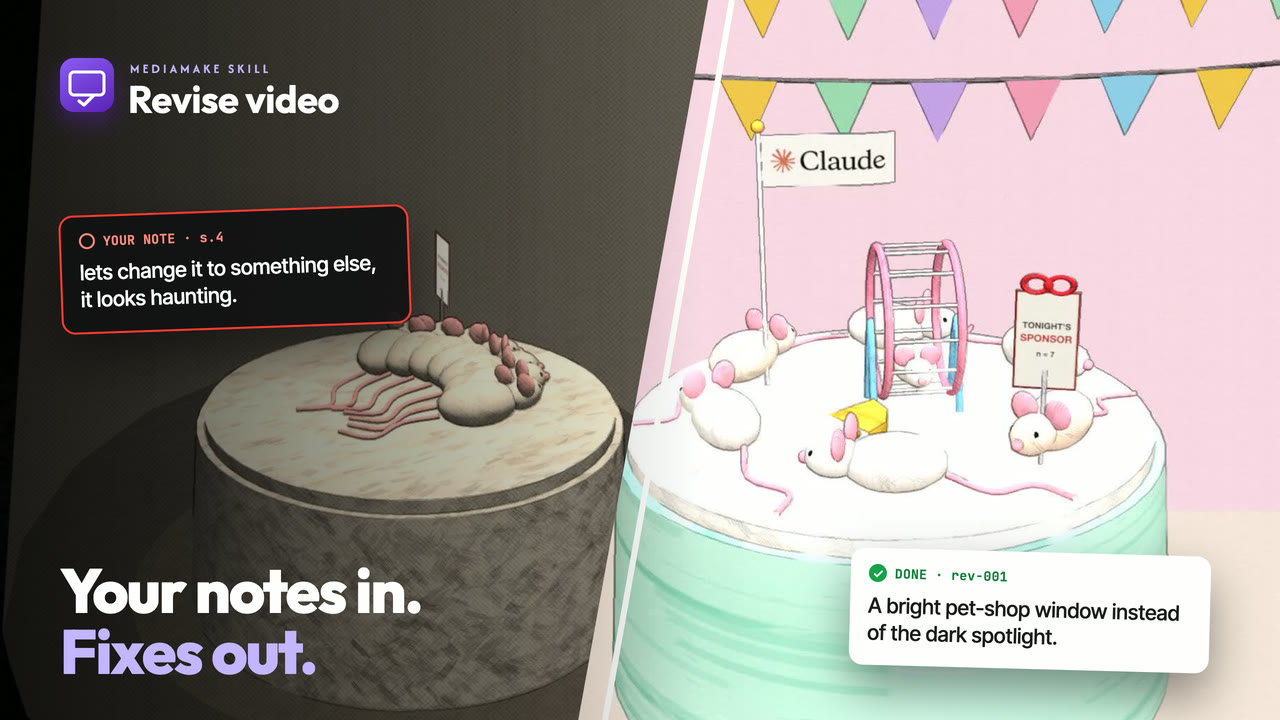 MEDIAMAKE SKILL
Revise video
YOUR NOTE · s.4
lets change it to something else,
it looks haunting.
Your notes in.
Fixes out.
Claude
TONIGHT'S
SPONSOR
n = 7
DONE · rev-001
A bright pet-shop window instead
of the dark spotlight.